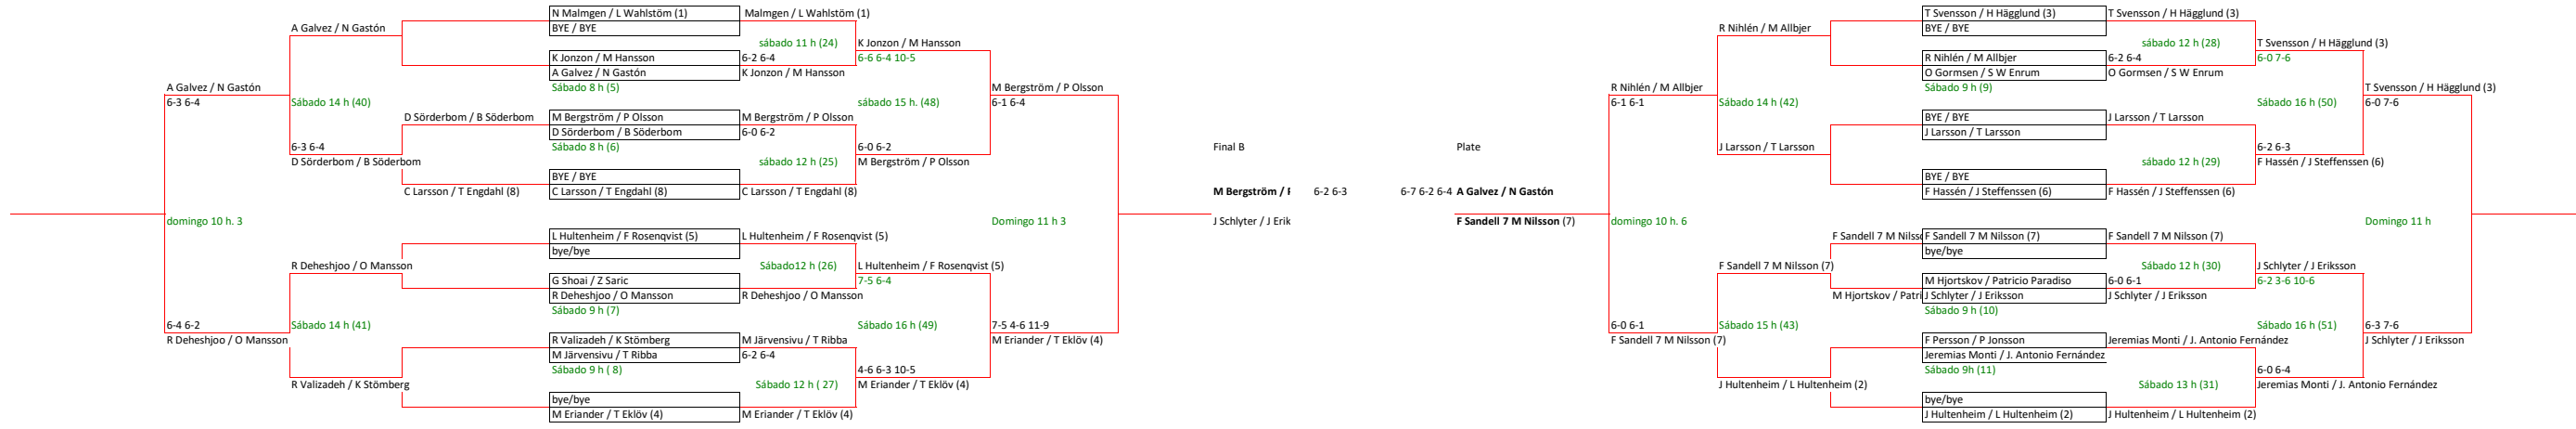 N Malmgen / L Wahlstöm (1) Malmgen / L Wahlstöm (1) T Svensson / H Hägglund (3) T Svensson / H Hägglund (3)
A Galvez / N Gastón BYE / BYE R Nihlén / M Allbjer BYE / BYE
sábado 11 h (24) K Jonzon / M Hansson sábado 12 h (28) T Svensson / H Hägglund (3)
K Jonzon / M Hansson 6-2 6-4 6-6 6-4 10-5 R Nihlén / M Allbjer 6-2 6-4 6-0 7-6
A Galvez / N Gastón K Jonzon / M Hansson O Gormsen / S W Enrum O Gormsen / S W Enrum
A Galvez / N Gastón Sábado 8 h (5) M Bergström / P Olsson R Nihlén / M Allbjer Sábado 9 h (9) T Svensson / H Hägglund (3)
6-3 6-4 Sábado 14 h (40) sábado 15 h. (48) 6-1 6-4 6-1 6-1 Sábado 14 h (42) Sábado 16 h (50) 6-0 7-6
D Sörderbom / B Söderbom M Bergström / P Olsson M Bergström / P Olsson BYE / BYE J Larsson / T Larsson
D Sörderbom / B Söderbom 6-0 6-2 J Larsson / T Larsson
6-3 6-4 Sábado 8 h (6) 6-0 6-2 Final B Plate J Larsson / T Larsson 6-2 6-3
D Sörderbom / B Söderbom sábado 12 h (25) M Bergström / P Olsson sábado 12 h (29) F Hassén / J Steffenssen (6)
BYE / BYE BYE / BYE
C Larsson / T Engdahl (8) C Larsson / T Engdahl (8) C Larsson / T Engdahl (8) M Bergström / 6-2 6-3 6-7 6-2 6-4 A Galvez / N Gastón F Hassén / J Steffenssen (6) F Hassén / J Steffenssen (6)
domingo 10 h. 3 Domingo 11 h 3 J Schlyter / J Erik F Sandell 7 M Nilsson (7) domingo 10 h. 6 Domingo 11 h
L Hultenheim / F Rosenqvist (5) L Hultenheim / F Rosenqvist (5) F Sandell 7 M Nilsso F Sandell 7 M Nilsson (7) F Sandell 7 M Nilsson (7)
bye/bye bye/bye
R Deheshjoo / O Mansson Sábado12 h (26) L Hultenheim / F Rosenqvist (5) F Sandell 7 M Nilsson (7) Sábado 12 h (30) J Schlyter / J Eriksson
G Shoai / Z Saric 7-5 6-4 M Hjortskov / Patricio Paradiso 6-0 6-1 6-2 3-6 10-6
R Deheshjoo / O Mansson R Deheshjoo / O Mansson M Hjortskov / Patri J Schlyter / J Eriksson J Schlyter / J Eriksson
Sábado 9 h (7) Sábado 9 h (10)
6-4 6-2 Sábado 14 h (41) Sábado 16 h (49) 7-5 4-6 11-9 6-0 6-1 Sábado 15 h (43) Sábado 16 h (51) 6-3 7-6
R Deheshjoo / O Mansson R Valizadeh / K Stömberg M Järvensivu / T Ribba M Eriander / T Eklöv (4) F Sandell 7 M Nilsson (7) F Persson / P Jonsson Jeremias Monti / J. Antonio Fernández J Schlyter / J Eriksson
M Järvensivu / T Ribba 6-2 6-4 Jeremias Monti / J. Antonio Fernández
Sábado 9 h ( 8) 4-6 6-3 10-5 Sábado 9h (11) 6-0 6-4
R Valizadeh / K Stömberg Sábado 12 h ( 27) M Eriander / T Eklöv (4) J Hultenheim / L Hultenheim (2) Sábado 13 h (31) Jeremias Monti / J. Antonio Fernández
bye/bye bye/bye
M Eriander / T Eklöv (4) M Eriander / T Eklöv (4) J Hultenheim / L Hultenheim (2) J Hultenheim / L Hultenheim (2)